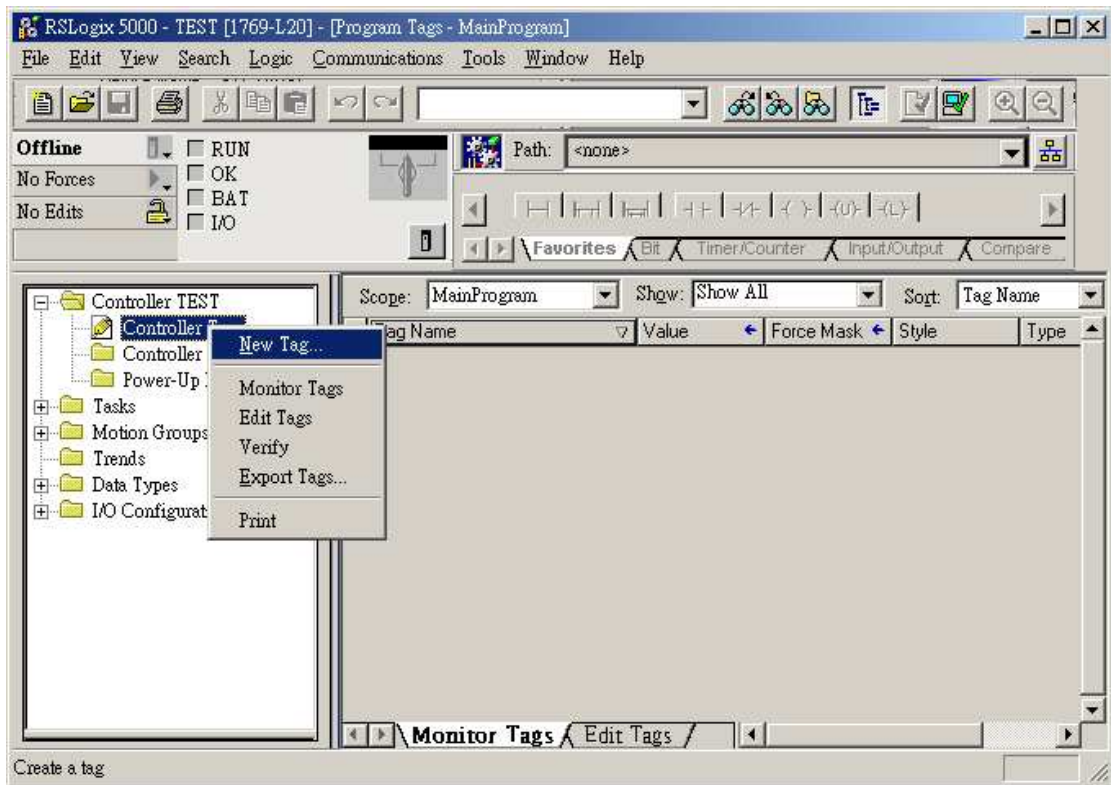 RSLogix 5000 - TEST [1769-L20] - [Program Tags - MainProgram]
File Edit View Search Logic Communications Tools Window Help
Offline
RUN
No Forces
OK
No Edits
BAT
I/O
Path: <none>
Favorites Bit Timer/Counter Input/Output Compare
Controller TEST
Controller
Controller
Power-Up
Tasks
Motion Groups
Trends
Data Types
I/O Configurat
New Tag...
Monitor Tags
Edit Tags
Verify
Export Tags...
Print
Scope: MainProgram Show: Show All Sort: Tag Name
Tag Name Value Force Mask Style Type
Monitor Tags Edit Tags
Create a tag